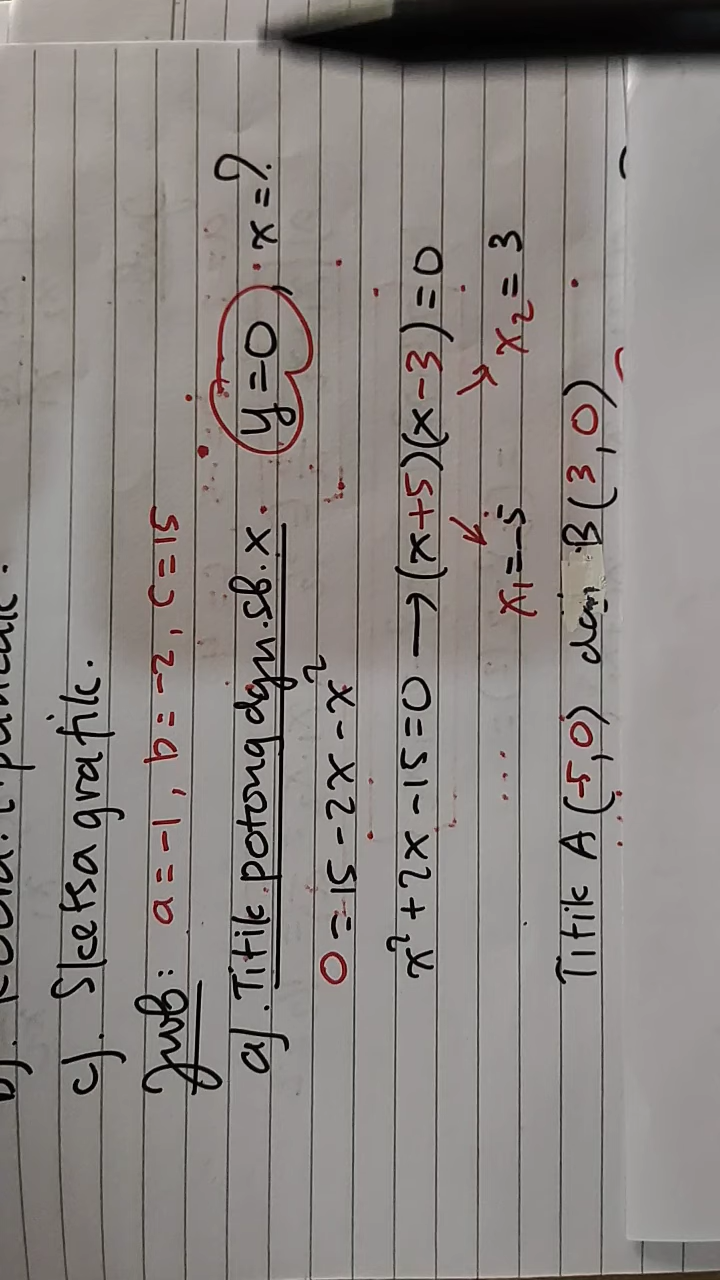 c). Sketsa grafik.
Jwb: a = -1, b = -2, c = 15
a). Titik potong dgn. sb. x. y = 0, x = ?
0 = 15 - 2x - x²
x² + 2x - 15 = 0 → (x+5)(x-3) = 0
x₁ = -5 x₂ = 3
Titik A(-5,0) dan B(3,0)